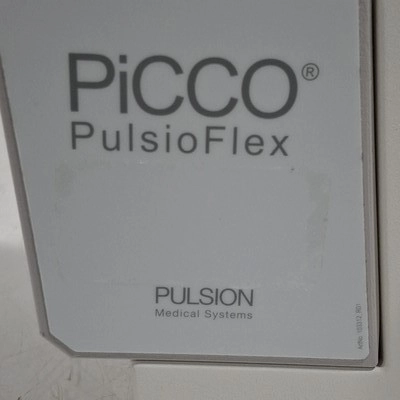 PiCCO®
PulsioFlex
PULSION
Medical Systems